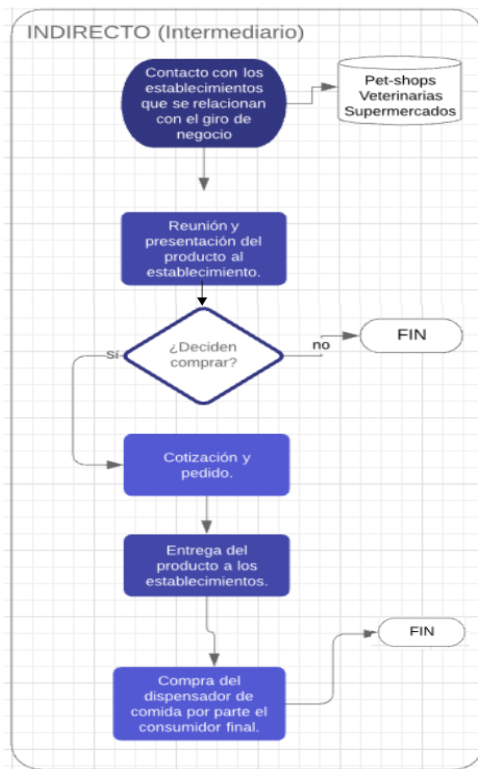 INDIRECTO (Intermediario)
Contacto con los
establecimientos
que se relacionan
con el giro de
negocio
Pet-shops
Veterinarias
Supermercados
Reunión y
presentación del
producto al
establecimiento.
¿Deciden
comprar?
Sí
no
FIN
Cotización y
pedido.
Entrega del
producto a los
establecimientos.
FIN
Compra del
dispensador de
comida por parte el
consumidor final.